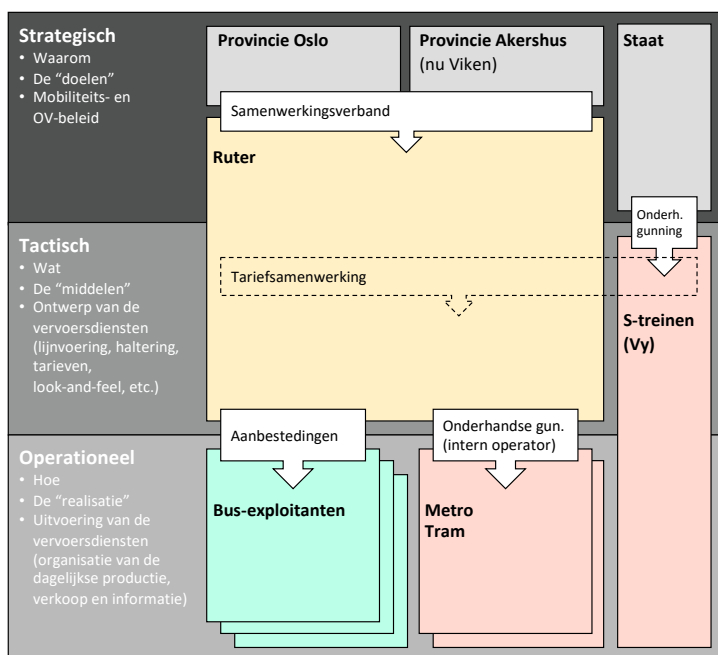 Strategisch
• Waarom
• De “doelen”
• Mobiliteits- en
OV-beleid
Provincie Oslo
Provincie Akershus
(nu Viken)
Staat
Samenwerkingsverband
Ruter
Onderh.
gunning
Tactisch
• Wat
• De “middelen”
• Ontwerp van de
vervoersdiensten
(lijnvoering, haltering,
tarieven,
look-and-feel, etc.)
Tariefsamenwerking
S-treinen
(Vy)
Aanbestedingen
Onderhandse gun.
(intern operator)
Operationeel
• Hoe
• De “realisatie”
• Uitvoering van de
vervoersdiensten
(organisatie van de
dagelijkse productie,
verkoop en informatie)
Bus-exploitanten
Metro
Tram